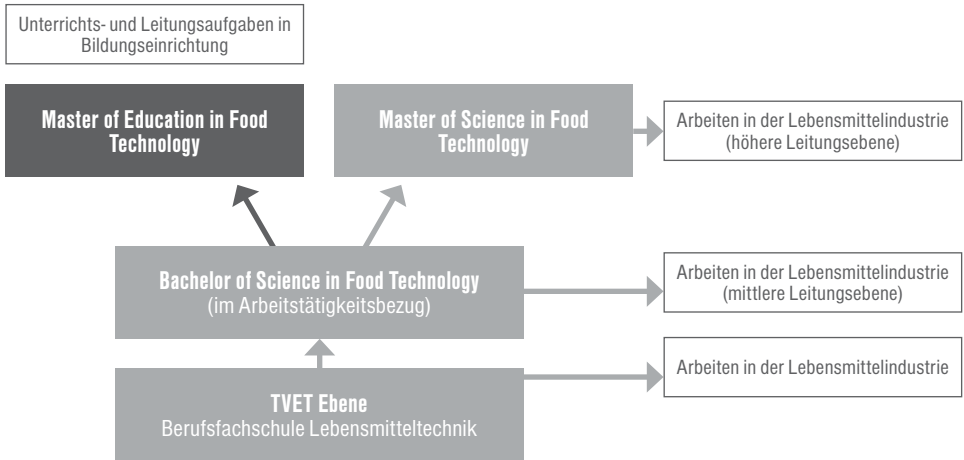 Unterrichts- und Leitungsaufgaben in
Bildungseinrichtung
Master of Education in Food
Technology
Master of Science in Food
Technology
Arbeiten in der Lebensmittelindustrie
(höhere Leitungsebene)
Bachelor of Science in Food Technology
(im Arbeitstätigkeitsbezug)
Arbeiten in der Lebensmittelindustrie
(mittlere Leitungsebene)
TVET Ebene
Berufsfachschule Lebensmitteltechnik
Arbeiten in der Lebensmittelindustrie